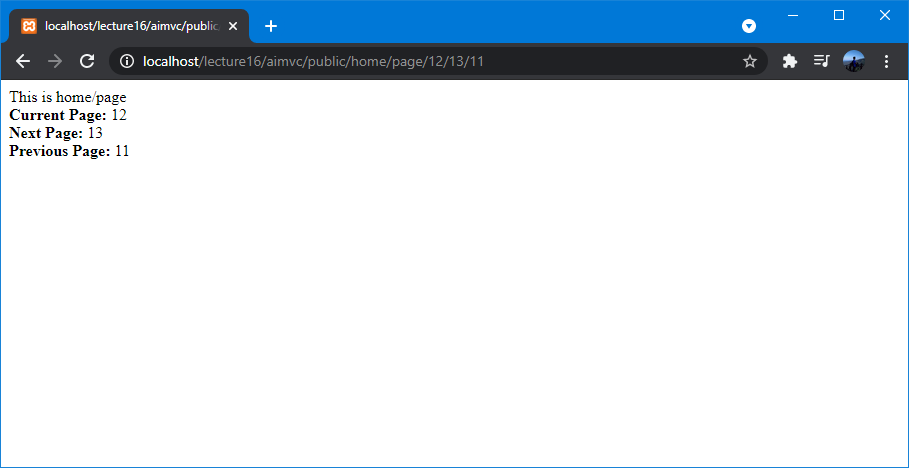 localhost/lecture16/aimvc/public
localhost/lecture16/aimvc/public/home/page/12/13/11
This is home/page
Current Page: 12
Next Page: 13
Previous Page: 11